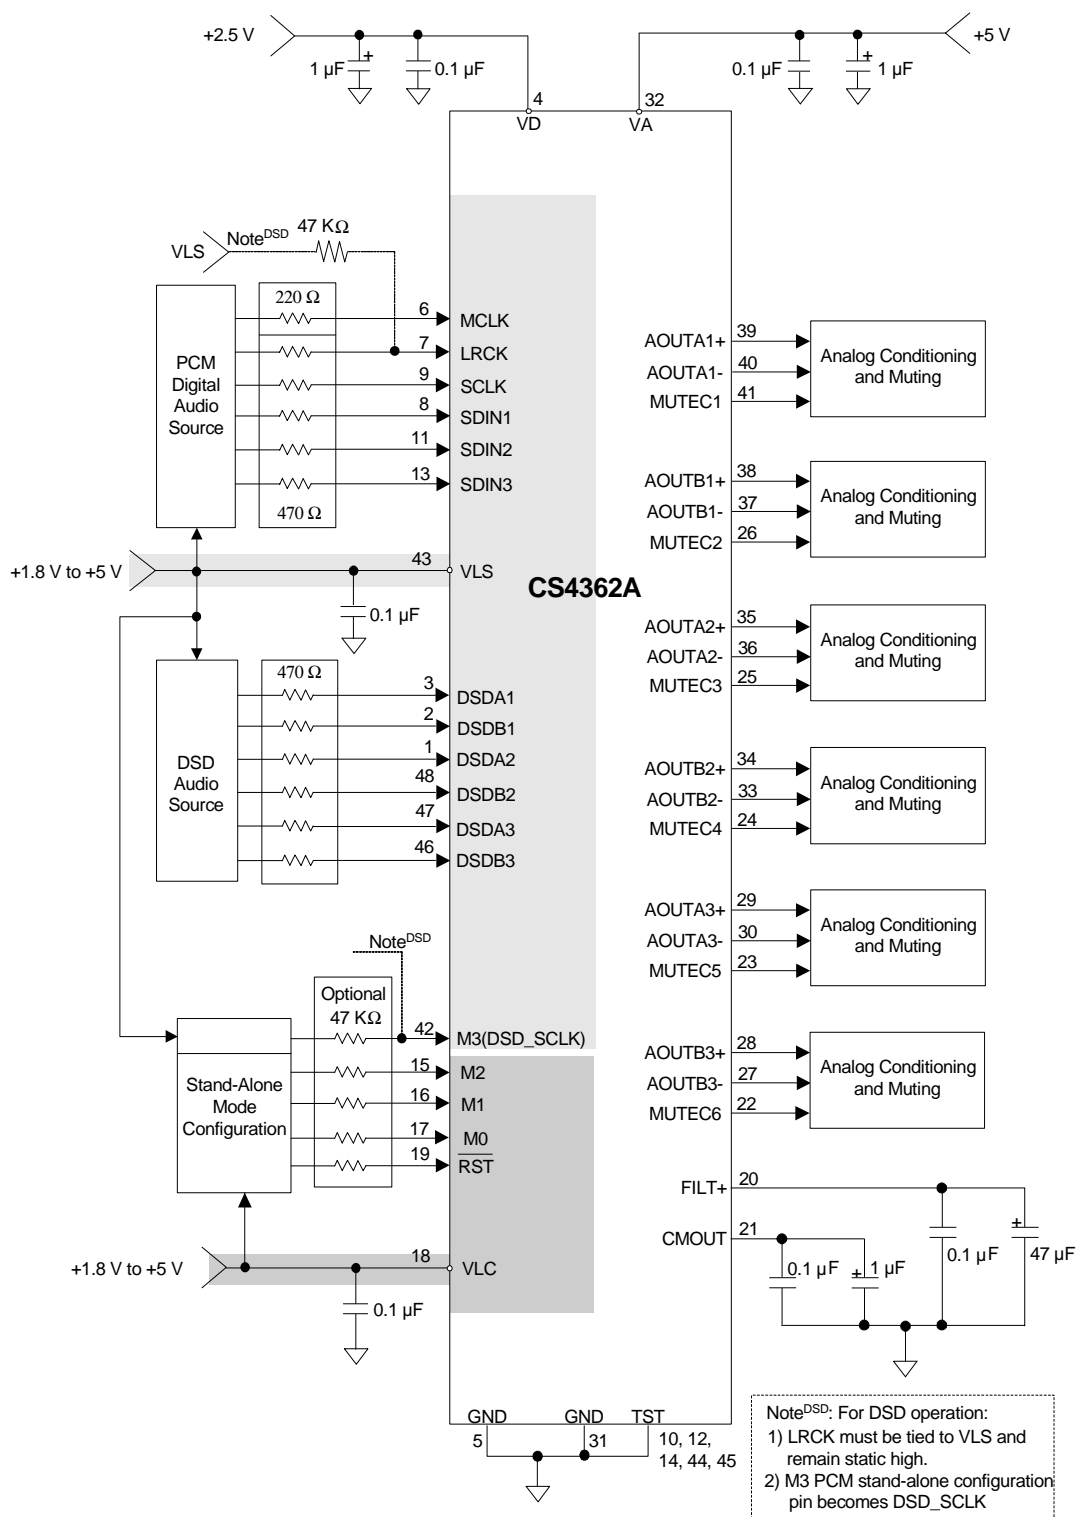 +2.5 V
1 µF
+
0.1 µF
0.1 µF
+
1 µF
+5 V
4
32
VD
VA
VLS
Note^DSD
47 KΩ
220 Ω
PCM
Digital
Audio
Source
470 Ω
6
MCLK
7
LRCK
9
SCLK
8
SDIN1
11
SDIN2
13
SDIN3
+1.8 V to +5 V
43
VLS
0.1 µF
CS4362A
470 Ω
DSD
Audio
Source
3
DSDA1
2
DSDB1
1
DSDA2
48
DSDB2
47
DSDA3
46
DSDB3
Note^DSD
Optional
47 KΩ
Stand-Alone
Mode
Configuration
42
M3(DSD_SCLK)
15
M2
16
M1
17
M0
19
RST
+1.8 V to +5 V
18
VLC
0.1 µF
AOUTA1+
39
AOUTA1-
40
MUTEC1
41
Analog Conditioning
and Muting
AOUTB1+
38
AOUTB1-
37
MUTEC2
26
Analog Conditioning
and Muting
AOUTA2+
35
AOUTA2-
36
MUTEC3
25
Analog Conditioning
and Muting
AOUTB2+
34
AOUTB2-
33
MUTEC4
24
Analog Conditioning
and Muting
AOUTA3+
29
AOUTA3-
30
MUTEC5
23
Analog Conditioning
and Muting
AOUTB3+
28
AOUTB3-
27
MUTEC6
22
Analog Conditioning
and Muting
FILT+
20
CMOUT
21
0.1 µF
+
1 µF
0.1 µF
+
47 µF
GND
GND
TST
5
31
10, 12,
14, 44, 45
Note^DSD: For DSD operation:
1) LRCK must be tied to VLS and
remain static high.
2) M3 PCM stand-alone configuration
pin becomes DSD_SCLK